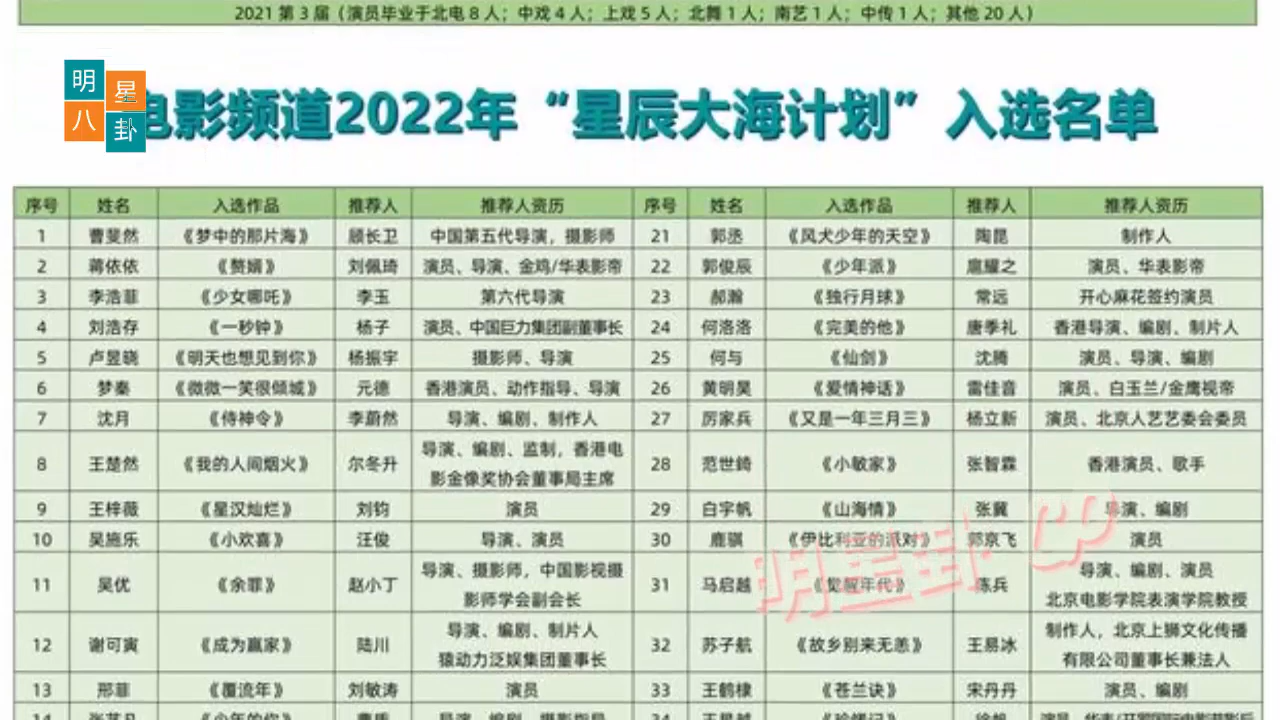 2021 第 3 届（演员毕业于北电 8 人；中戏 4 人；上戏 5 人；北舞 1 人；南艺 1 人；中传 1 人；其他 20 人）
明星八卦
电影频道2022年“星辰大海计划”入选名单
序号 姓名 入选作品 推荐人 推荐人资历 序号 姓名 入选作品 推荐人 推荐人资历
1 曹斐然 《梦中的那片海》 顾长卫 中国第五代导演，摄影师 21 郭丞 《风犬少年的天空》 陶昆 制作人
2 蒋依依 《赘婿》 刘佩琦 演员、导演、金鸡/华表影帝 22 郭俊辰 《少年派》 扈耀之 演员、华表影帝
3 李浩菲 《少女哪吒》 李玉 第六代导演 23 郝瀚 《独行月球》 常远 开心麻花签约演员
4 刘浩存 《一秒钟》 杨子 演员、中国巨力集团副董事长 24 何洛洛 《完美的他》 唐季礼 香港导演、编剧、制片人
5 卢昱晓 《明天也想见到你》 杨振宇 摄影师、导演 25 何与 《仙剑》 沈腾 演员、导演、编剧
6 梦秦 《微微一笑很倾城》 元德 香港演员、动作指导、导演 26 黄明昊 《爱情神话》 雷佳音 演员、白玉兰/金鹰视帝
7 沈月 《侍神令》 李蔚然 导演、编剧、制作人 27 厉家兵 《又是一年三月三》 杨立新 演员、北京人艺艺委会委员
8 王楚然 《我的人间烟火》 尔冬升 导演、编剧、监制，香港电影金像奖协会董事局主席 28 范世錡 《小敏家》 张智霖 香港演员、歌手
9 王梓薇 《星汉灿烂》 刘钧 演员 29 白宇帆 《山海情》 张冀 导演、编剧
10 吴施乐 《小欢喜》 汪俊 导演、演员 30 鹿骐 《伊比利亚的派对》 郭京飞 演员
11 吴优 《余罪》 赵小丁 导演、摄影师，中国影视摄影师学会副会长 31 马启越 《觉醒年代》 陈兵 导演、编剧、演员 北京电影学院表演学院教授
12 谢可寅 《成为赢家》 陆川 导演、编剧、制片人 猿动力泛娱集团董事长 32 苏子航 《故乡别来无恙》 王易冰 制作人，北京上狮文化传播有限公司董事长兼法人
13 邢菲 《覆流年》 刘敏涛 演员 33 王鹤棣 《苍兰诀》 宋丹丹 演员、编剧